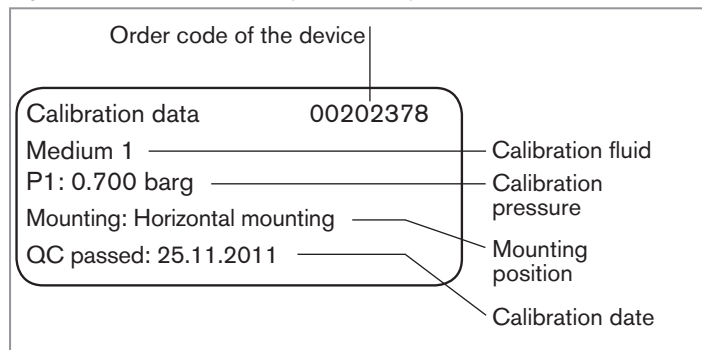 Order code of the device
Calibration data 00202378
Medium 1
Calibration fluid
P1: 0.700 barg
Calibration
pressure
Mounting: Horizontal mounting
Mounting
position
QC passed: 25.11.2011
Calibration date